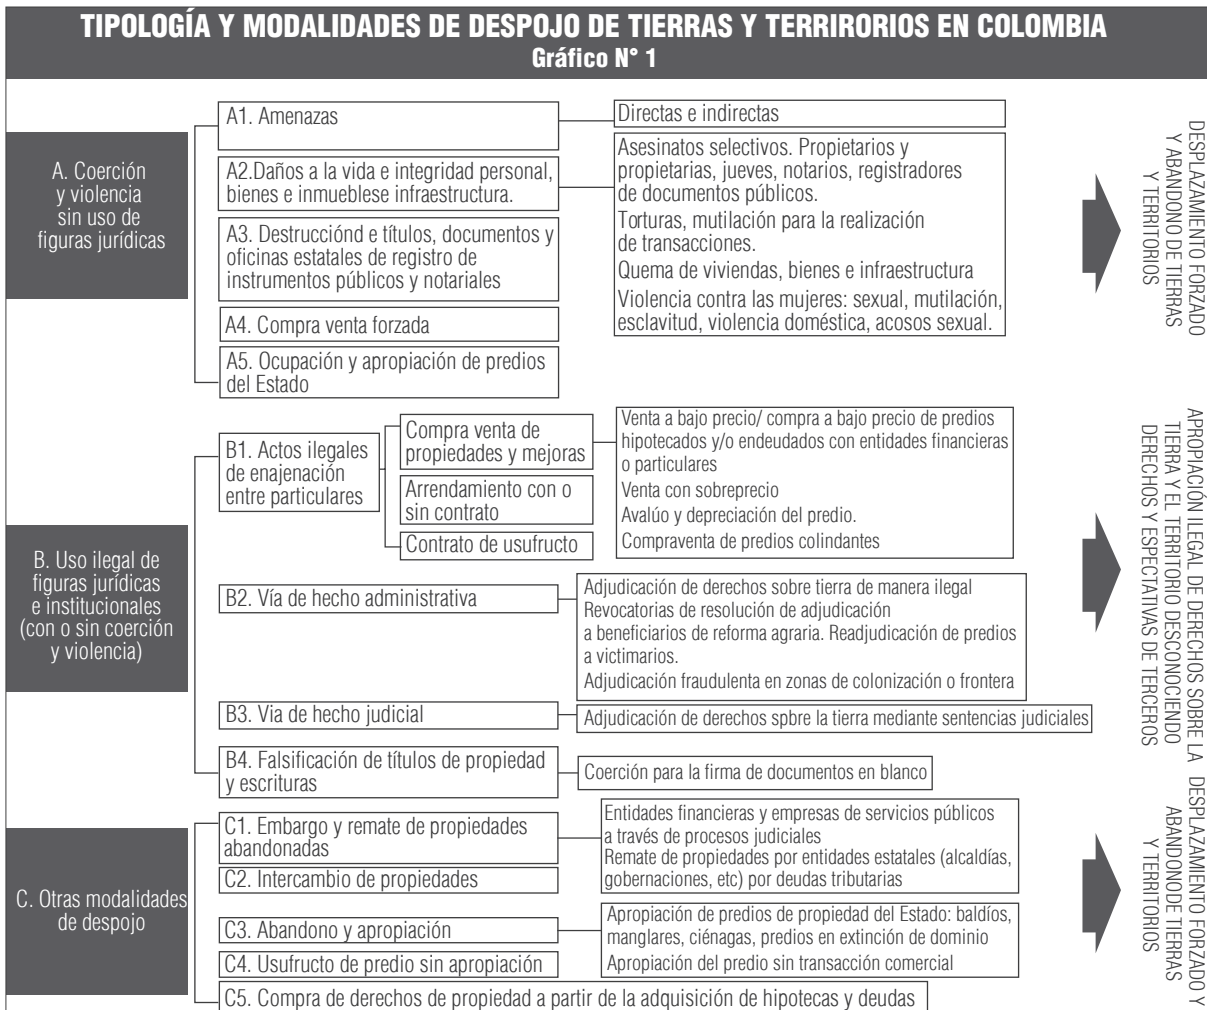 TIPOLOGÍA Y MODALIDADES DE DESPOJO DE TIERRAS Y TERRIRORIOS EN COLOMBIA
Gráfico N° 1
A. Coerción
y violencia
sin uso de
figuras jurídicas
A1. Amenazas
Directas e indirectas
A2.Daños a la vida e integridad personal,
bienes e inmueblese infraestructura.
Asesinatos selectivos. Propietarios y
propietarias, jueves, notarios, registradores
de documentos públicos.
Torturas, mutilación para la realización
de transacciones.
Quema de viviendas, bienes e infraestructura
Violencia contra las mujeres: sexual, mutilación,
esclavitud, violencia doméstica, acosos sexual.
A3. Destrucciónd e títulos, documentos y
oficinas estatales de registro de
instrumentos públicos y notariales
A4. Compra venta forzada
A5. Ocupación y apropiación de predios
del Estado
DESPLAZAMIENTO FORZADO
Y ABANDONO DE TIERRAS
Y TERRITORIOS
B. Uso ilegal de
figuras jurídicas
e institucionales
(con o sin coerción
y violencia)
B1. Actos ilegales
de enajenación
entre particulares
Compra venta de
propiedades y mejoras
Arrendamiento con o
sin contrato
Contrato de usufructo
Venta a bajo precio/ compra a bajo precio de predios
hipotecados y/o endeudados con entidades financieras
o particulares
Venta con sobreprecio
Avalúo y depreciación del predio.
Compraventa de predios colindantes
B2. Vía de hecho administrativa
Adjudicación de derechos sobre tierra de manera ilegal
Revocatorias de resolución de adjudicación
a beneficiarios de reforma agraria. Readjudicación de predios
a victimarios.
Adjudicación fraudulenta en zonas de colonización o frontera
B3. Via de hecho judicial
Adjudicación de derechos spbre la tierra mediante sentencias judiciales
B4. Falsificación de títulos de propiedad
y escrituras
Coerción para la firma de documentos en blanco
APROPIACIÓN ILEGAL DE DERECHOS SOBRE LA
TIERRA Y EL TERRITORIO DESCONOCIENDO
DERECHOS Y ESPECTATIVAS DE TERCEROS
C. Otras modalidades
de despojo
C1. Embargo y remate de propiedades
abandonadas
Entidades financieras y empresas de servicios públicos
a través de procesos judiciales
Remate de propiedades por entidades estatales (alcaldías,
gobernaciones, etc) por deudas tributarias
C2. Intercambio de propiedades
C3. Abandono y apropiación
Apropiación de predios de propiedad del Estado: baldíos,
manglares, ciénagas, predios en extinción de dominio
Apropiación del predio sin transacción comercial
C4. Usufructo de predio sin apropiación
C5. Compra de derechos de propiedad a partir de la adquisición de hipotecas y deudas
DESPLAZAMIENTO FORZADO Y
ABANDONODE TIERRAS
Y TERRITORIOS